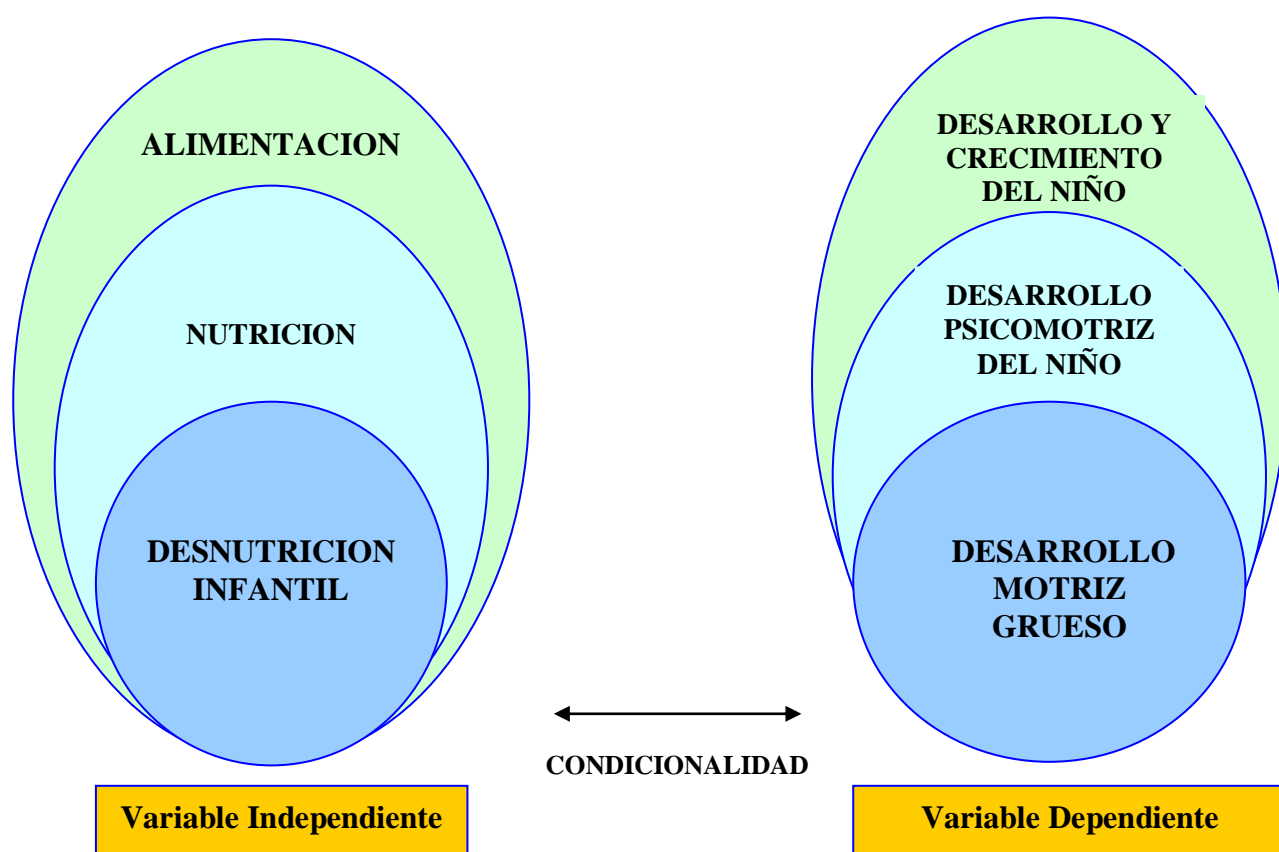 ALIMENTACION
NUTRICION
DESNUTRICION
INFANTIL
DESARROLLO Y
CRECIMIENTO
DEL NIÑO
DESARROLLO
PSICOMOTRIZ
DEL NIÑO
DESARROLLO
MOTRIZ
GRUESO
CONDICIONALIDAD
Variable Independiente
Variable Dependiente